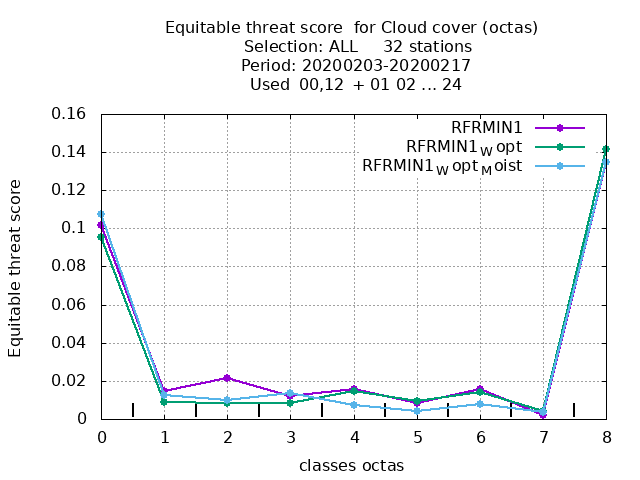 Equitable threat score  for Cloud cover (octas)
Selection: ALL     32 stations
Period: 20200203-20200217
Used  00,12  + 01 02 ... 24
RFRMIN1
RFRMIN1W opt
RFRMIN1W optM oist
Equitable threat score
0.16
0.14
0.12
0.1
0.08
0.06
0.04
0.02
0
0 1 2 3 4 5 6 7 8
classes octas